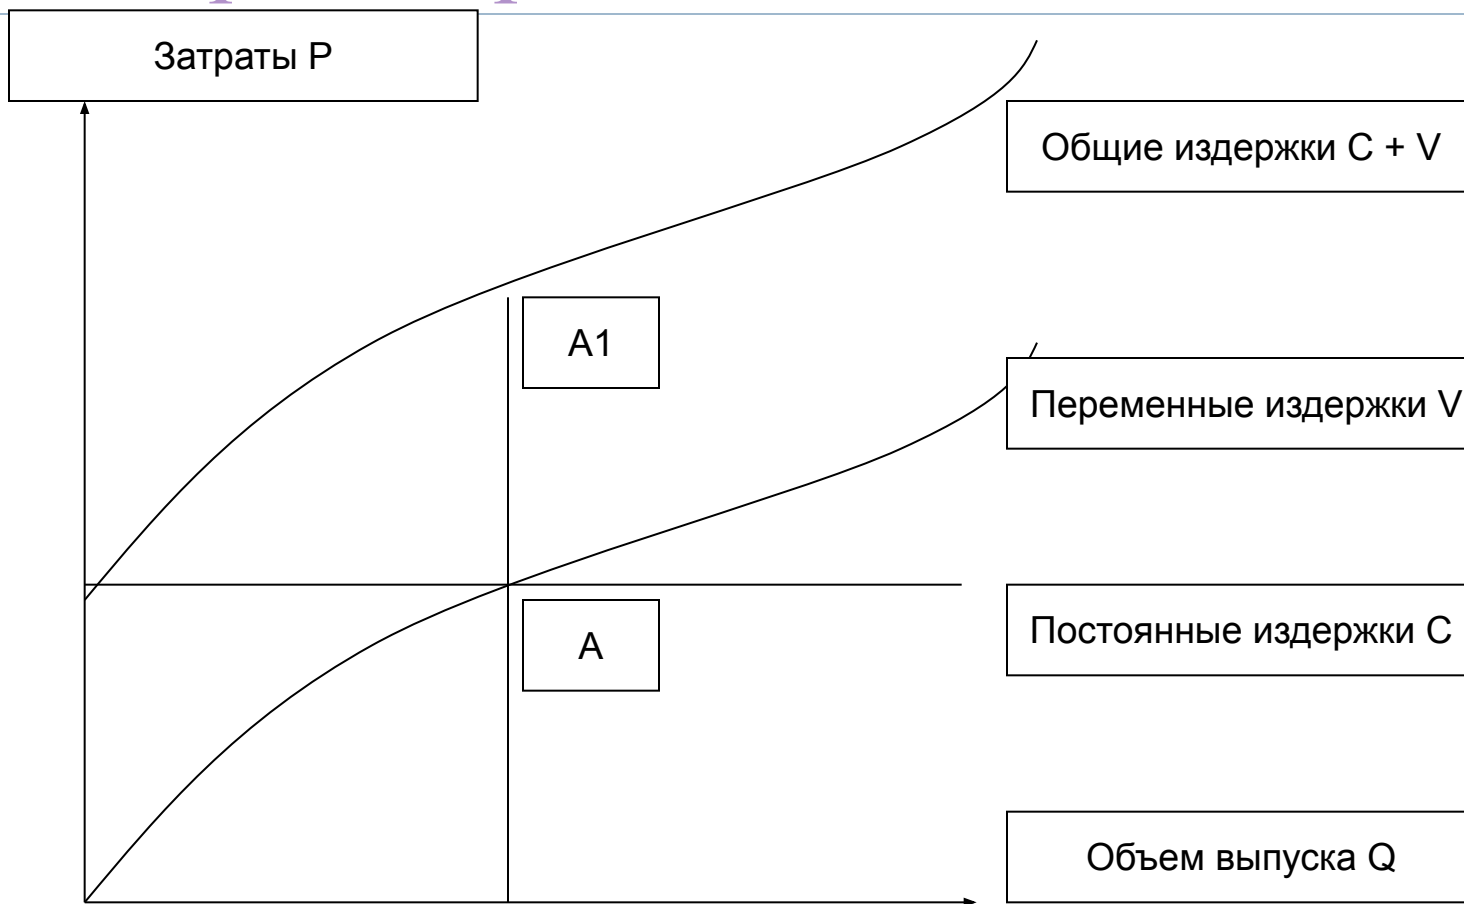 Затраты P
Общие издержки C + V
A1
Переменные издержки V
Постоянные издержки C
A
Объем выпуска Q